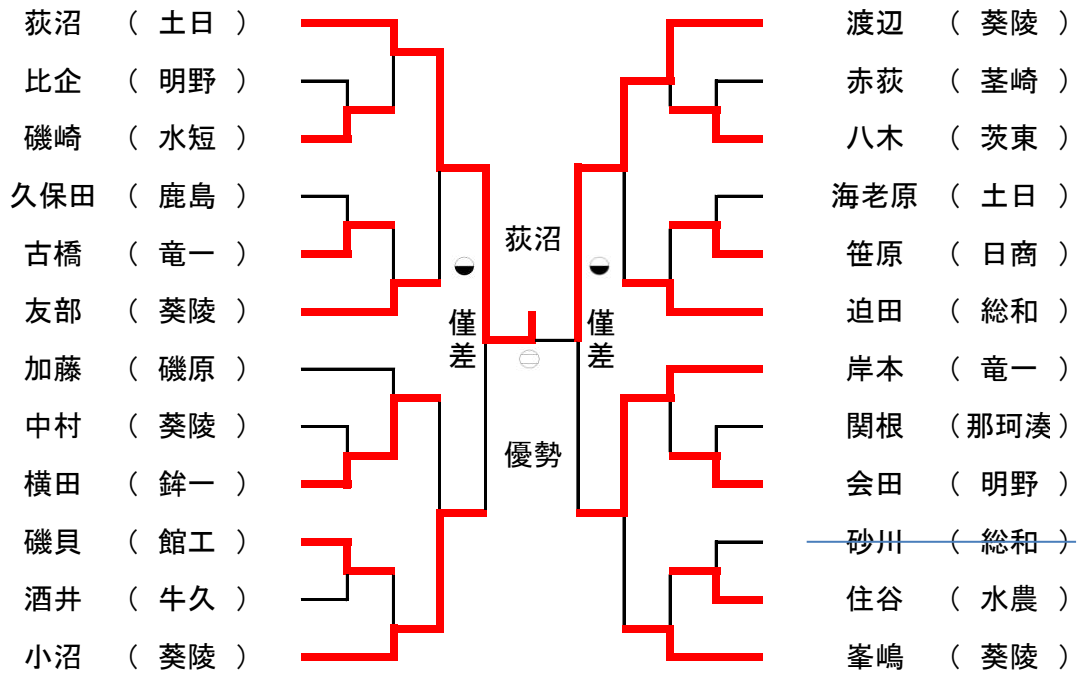 荻沼 （ 土日 ）
比企 （ 明野 ）
磯崎 （ 水短 ）
久保田 （ 鹿島 ）
古橋 （ 竜一 ）
友部 （ 葵陵 ）
加藤 （ 磯原 ）
中村 （ 葵陵 ）
横田 （ 鉾一 ）
磯貝 （ 館工 ）
酒井 （ 牛久 ）
小沼 （ 葵陵 ）
荻沼
僅差
僅差
優勢
渡辺 （ 葵陵 ）
赤荻 （ 茎崎 ）
八木 （ 茨東 ）
海老原 （ 土日 ）
笹原 （ 日商 ）
迫田 （ 総和 ）
岸本 （ 竜一 ）
関根 （那珂湊）
会田 （ 明野 ）
砂川 （ 総和 ）
住谷 （ 水農 ）
峯嶋 （ 葵陵 ）